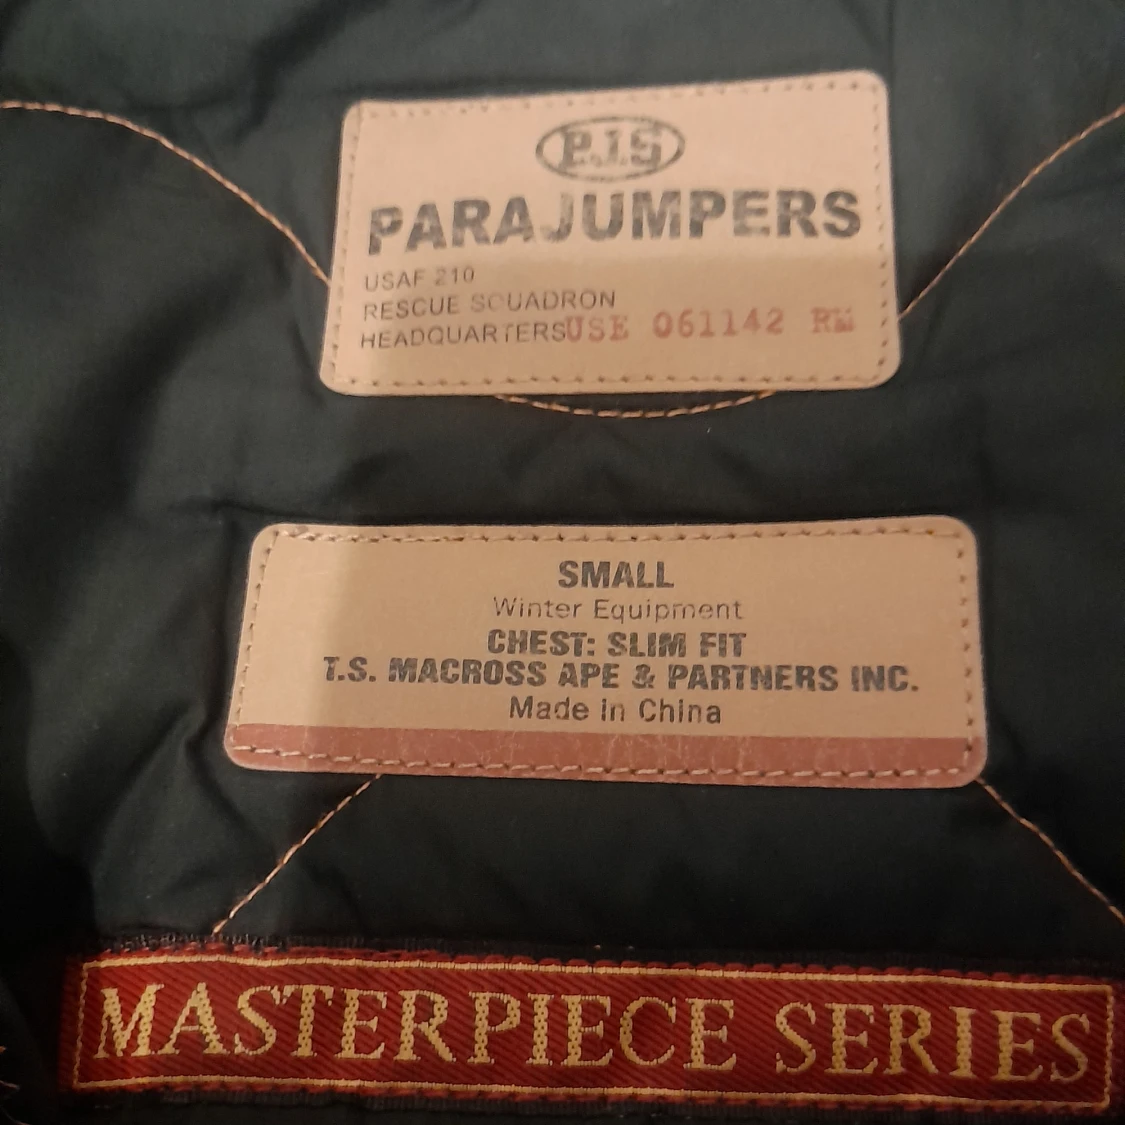 PJS
PARAJUMPERS
USAF 210
RESCUE SQUADRON
HEADQUARTERS USE 061142 RM
SMALL
Winter Equipment
CHEST: SLIM FIT
T.S. MACROSS APE & PARTNERS INC.
Made in China
MASTERPIECE SERIES